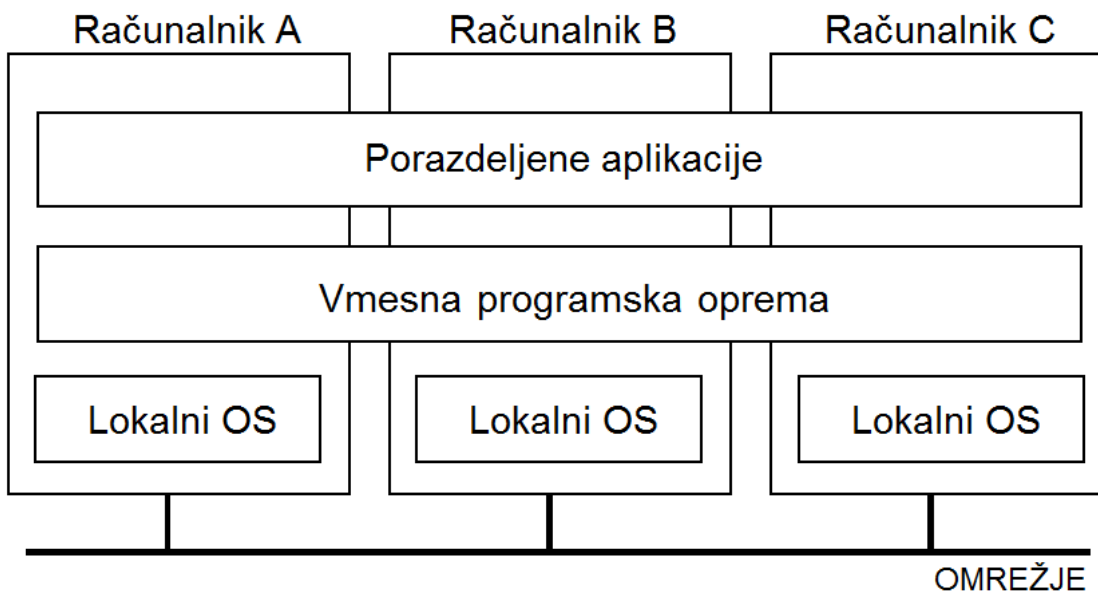 Računalnik A
Računalnik B
Računalnik C
Porazdeljene aplikacije
Vmesna programska oprema
Lokalni OS
Lokalni OS
Lokalni OS
OMREŽJE